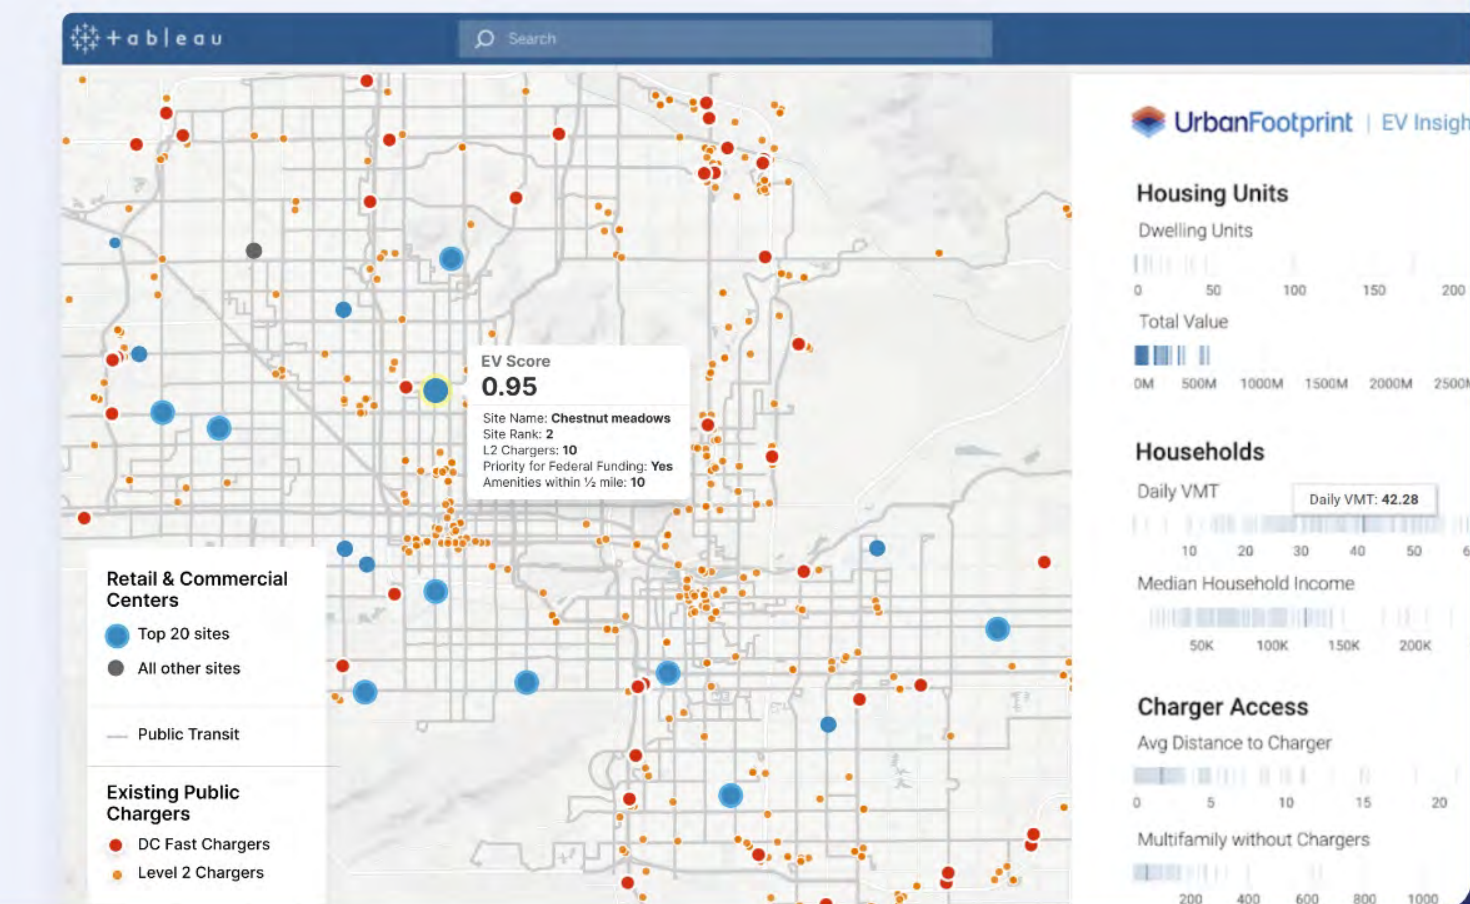 tableau
Search
UrbanFootprint | EV Insigh
Housing Units
Dwelling Units
0 50 100 150 200
Total Value
0M 500M 1000M 1500M 2000M 2500M
Households
Daily VMT
Daily VMT: 42.28
10 20 30 40 50 6
Median Household Income
50K 100K 150K 200K
Charger Access
Avg Distance to Charger
0 5 10 15 20
Multifamily without Chargers
200 400 600 800 1000
EV Score
0.95
Site Name: Chestnut meadows
Site Rank: 2
L2 Chargers: 10
Priority for Federal Funding: Yes
Amenities within ½ mile: 10
Retail & Commercial
Centers
Top 20 sites
All other sites
Public Transit
Existing Public
Chargers
DC Fast Chargers
Level 2 Chargers